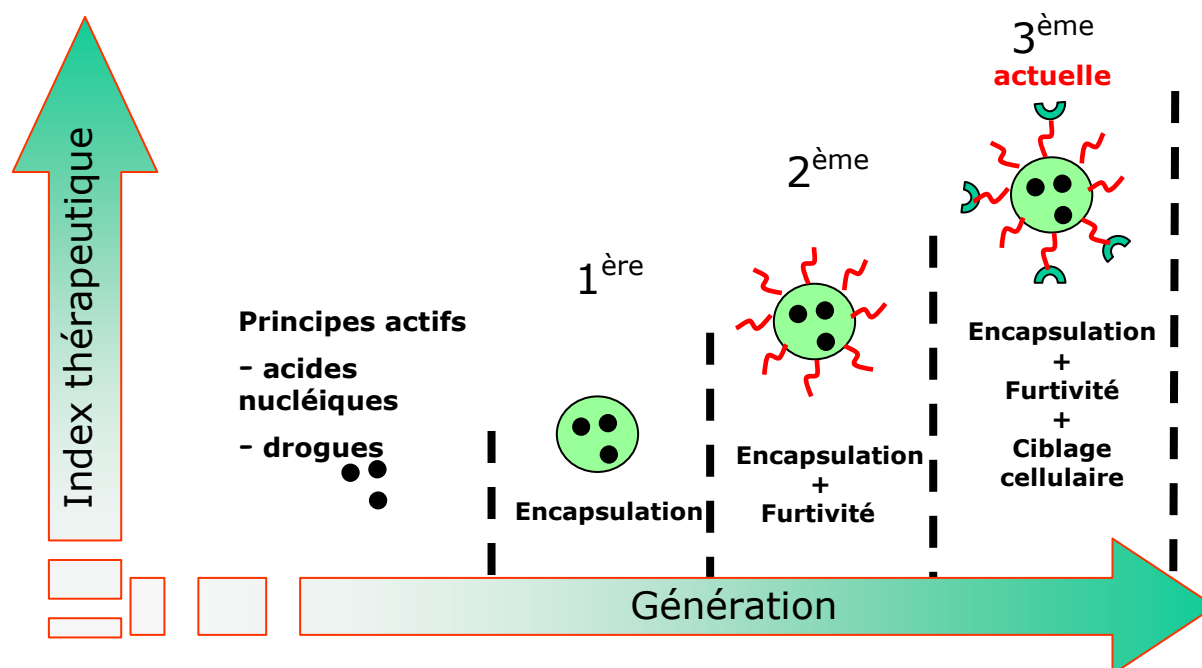 Index thérapeutique
Principes actifs
- acides
nucléiques
- drogues
1ère
Encapsulation
2ème
Encapsulation
+
Furtivité
3ème
actuelle
Encapsulation
+
Furtivité
+
Ciblage
cellulaire
Génération